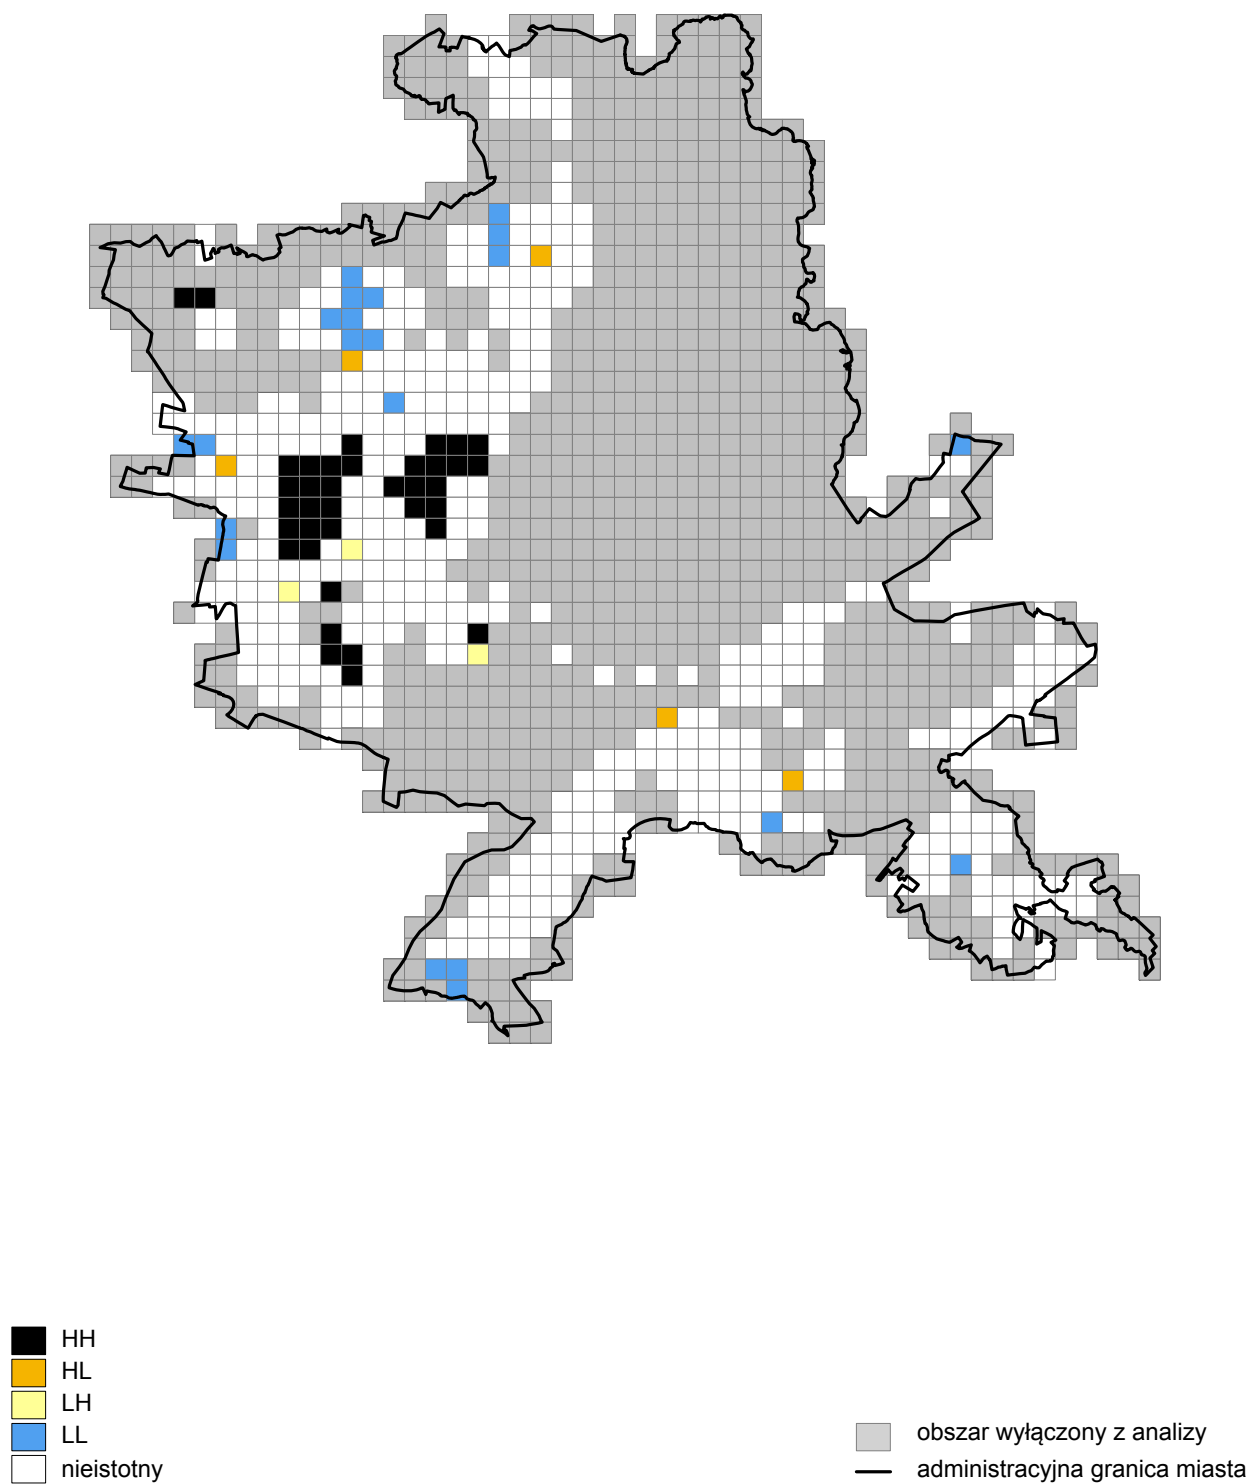 HH
HL
LH
LL
nieistotny
obszar wyłączony z analizy
administracyjna granica miasta